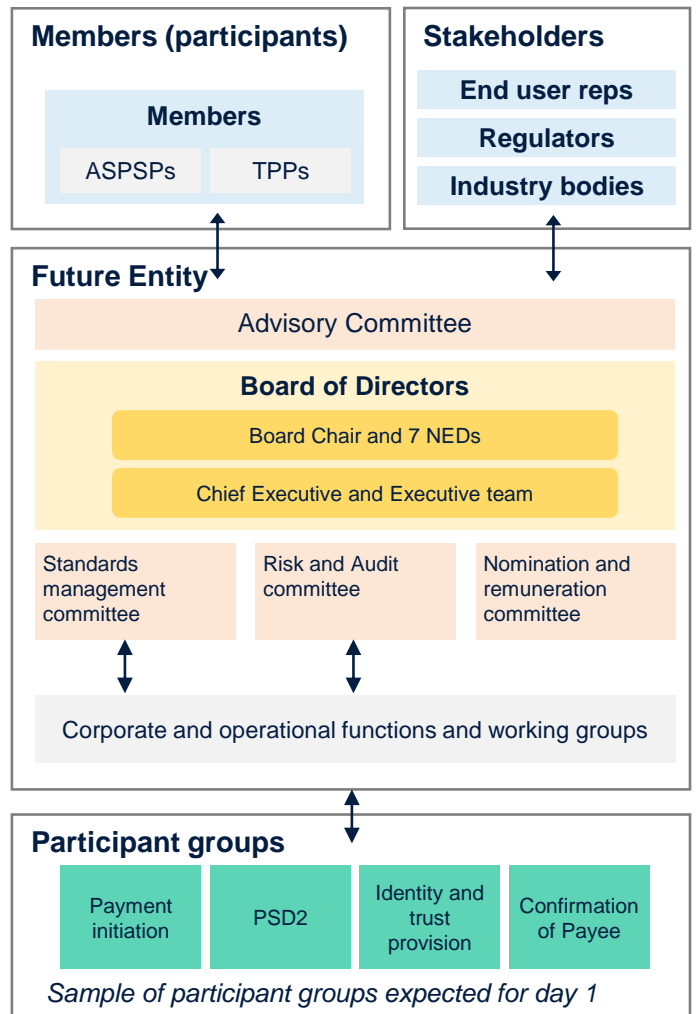 Members (participants)
Members
ASPSPs
TPPs
Stakeholders
End user reps
Regulators
Industry bodies
Future Entity
Advisory Committee
Board of Directors
Board Chair and 7 NEDs
Chief Executive and Executive team
Standards
management
committee
Risk and Audit
committee
Nomination and
remuneration
committee
Corporate and operational functions and working groups
Participant groups
Payment
initiation
PSD2
Identity and
trust
provision
Confirmation
of Payee
Sample of participant groups expected for day 1